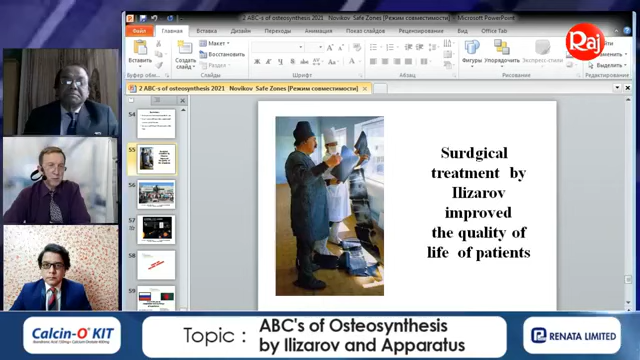 2 ABC-s of osteosynthesis 2021 Novikov Safe Zones [Режим совместимости] - Microsoft PowerPoint
Файл
Главная
Вставка
Дизайн
Переходы
Анимация
Показ слайдов
Рецензирование
Вид
Office Tab
Raj
Вставить
Создать слайд
Макет
Восстановить
Фигуры
Упорядочить
Экспресс-стили
Выделить
Буфер обм...
Слайды
Шрифт
Абзац
Рисование
Редактирование
2 ABC-s of osteosynthesis 2021 Novikov Safe Zones [Режим совместимости]
54
55
56
57
58
59
Surdgical
treatment by
Ilizarov
improved
the quality of
life of patients
Calcin-O KIT
Topic :
ABC's of Osteosynthesis
by Ilizarov and Apparatus
RENATA LIMITED